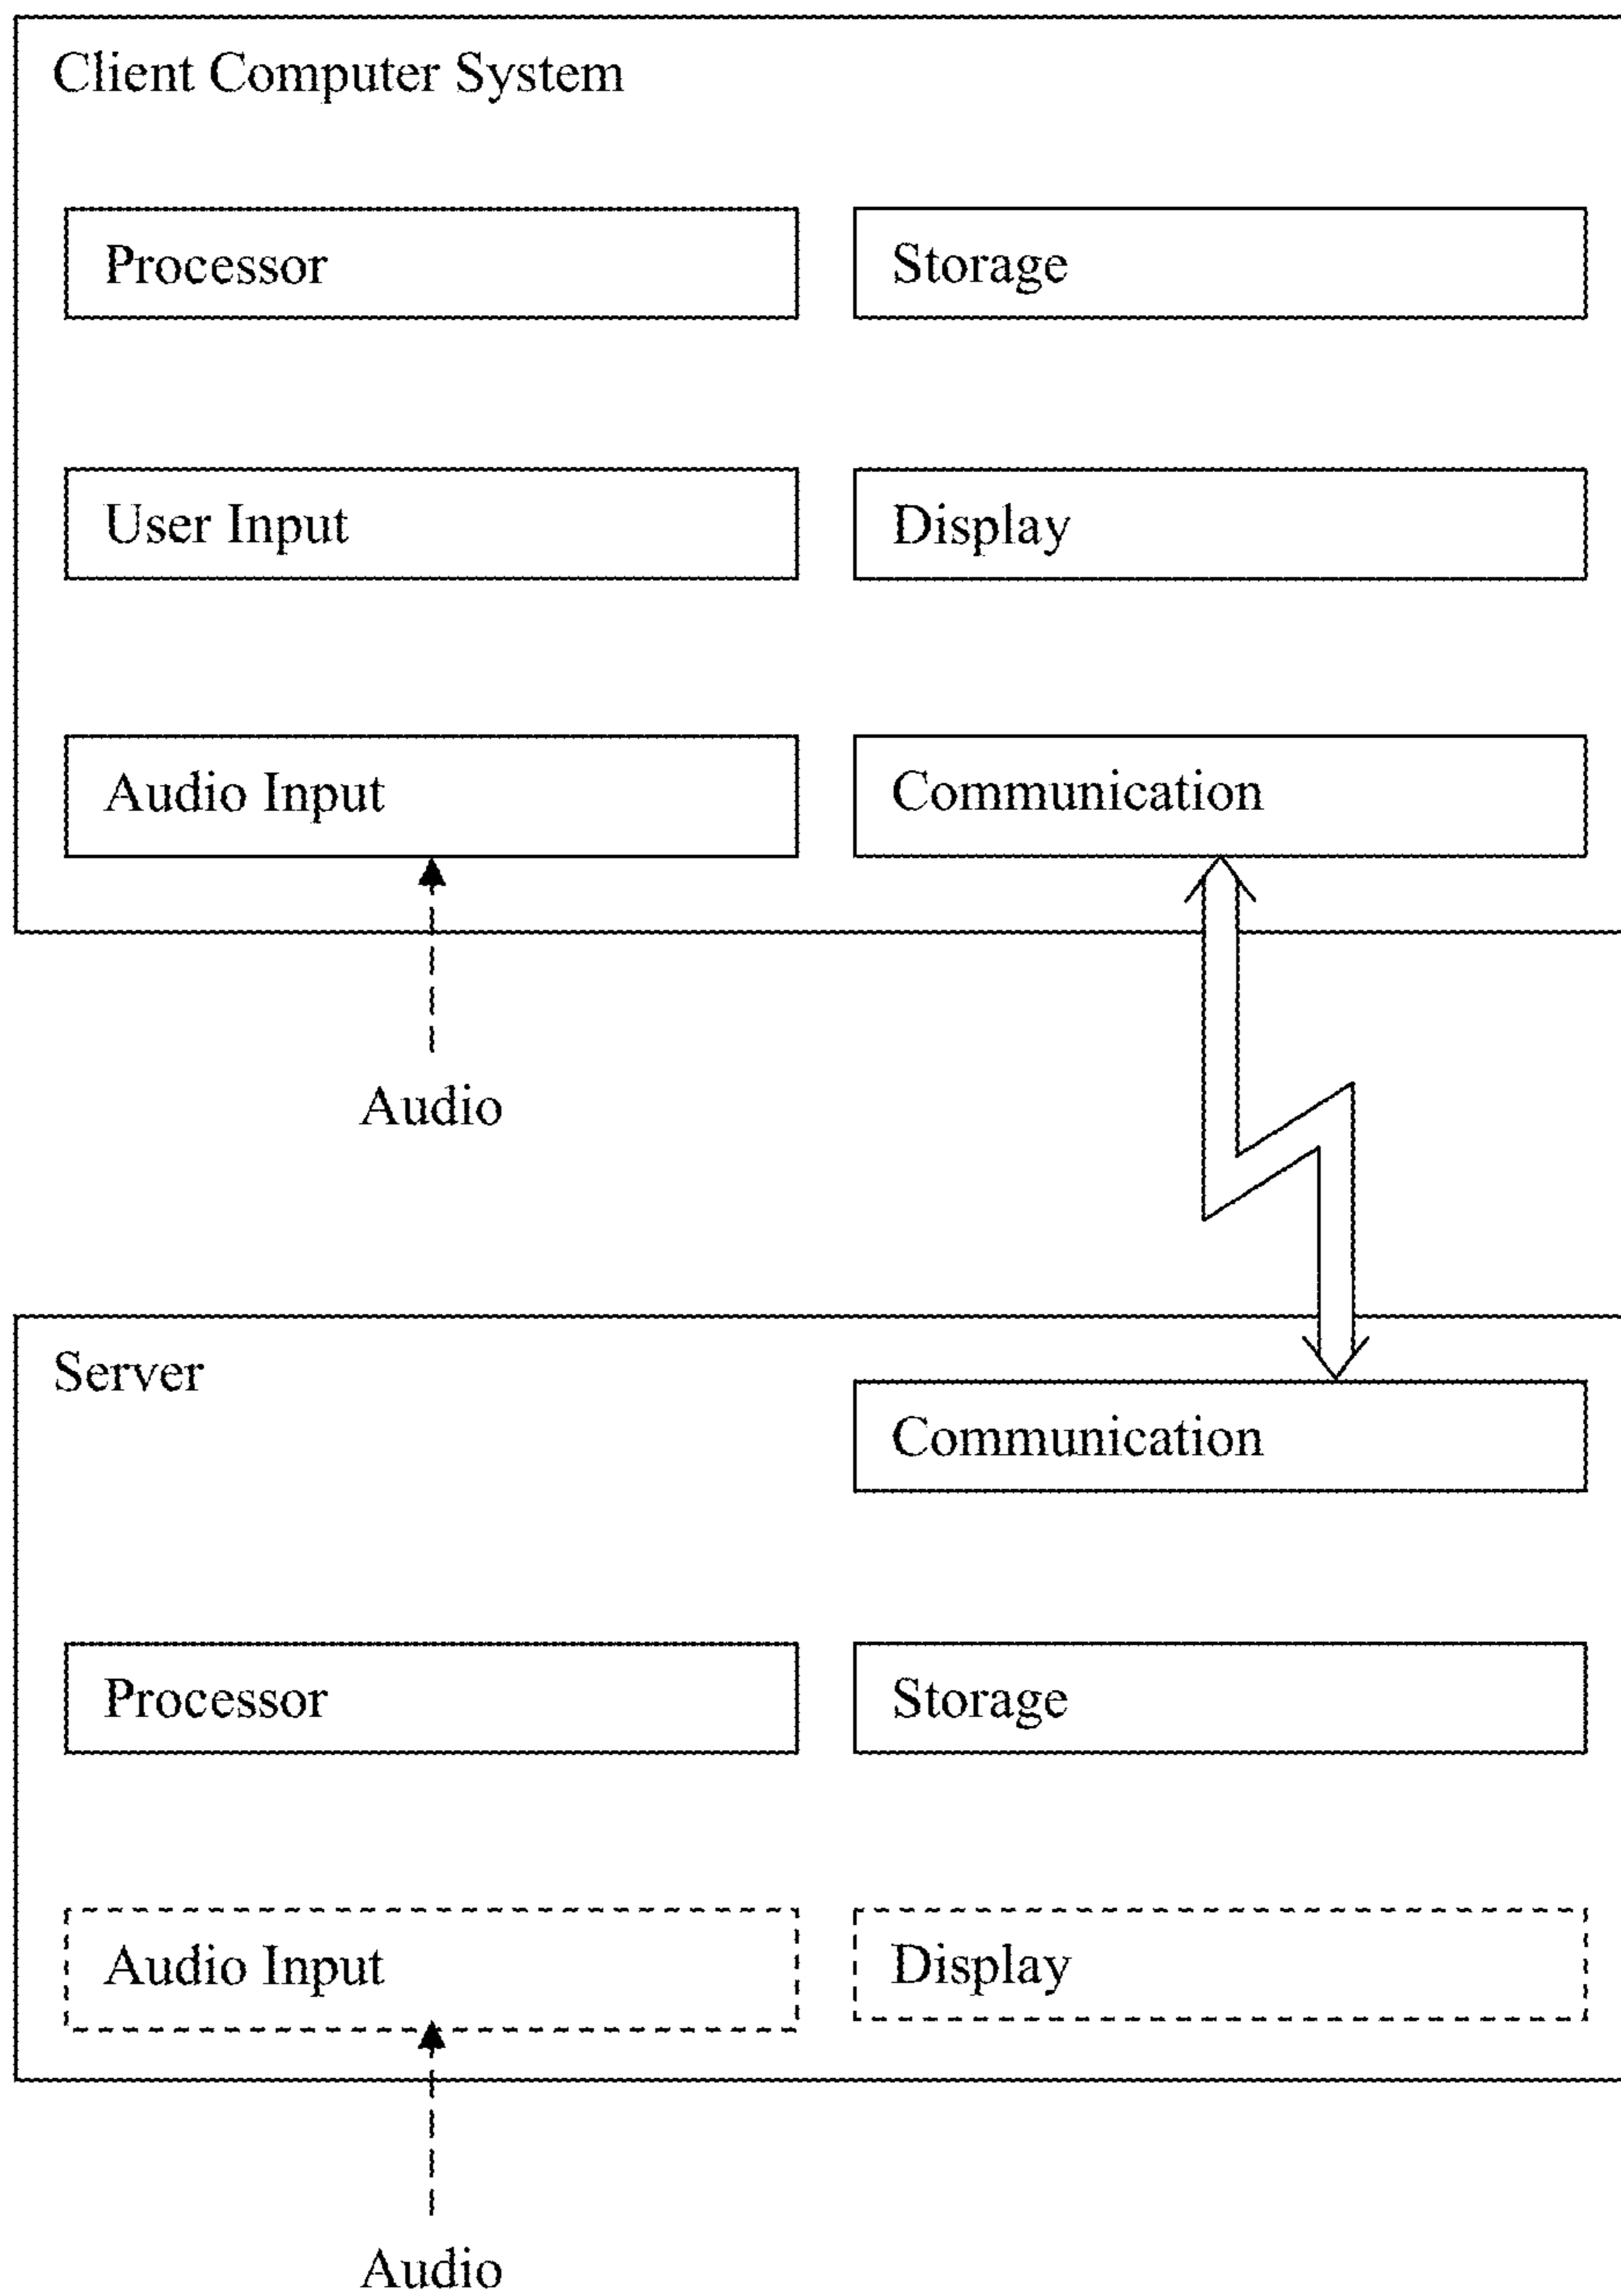 Client Computer System
Processor
Storage
User Input
Display
Audio Input
Communication
Audio
Server
Communication
Processor
Storage
Audio Input
Display
Audio